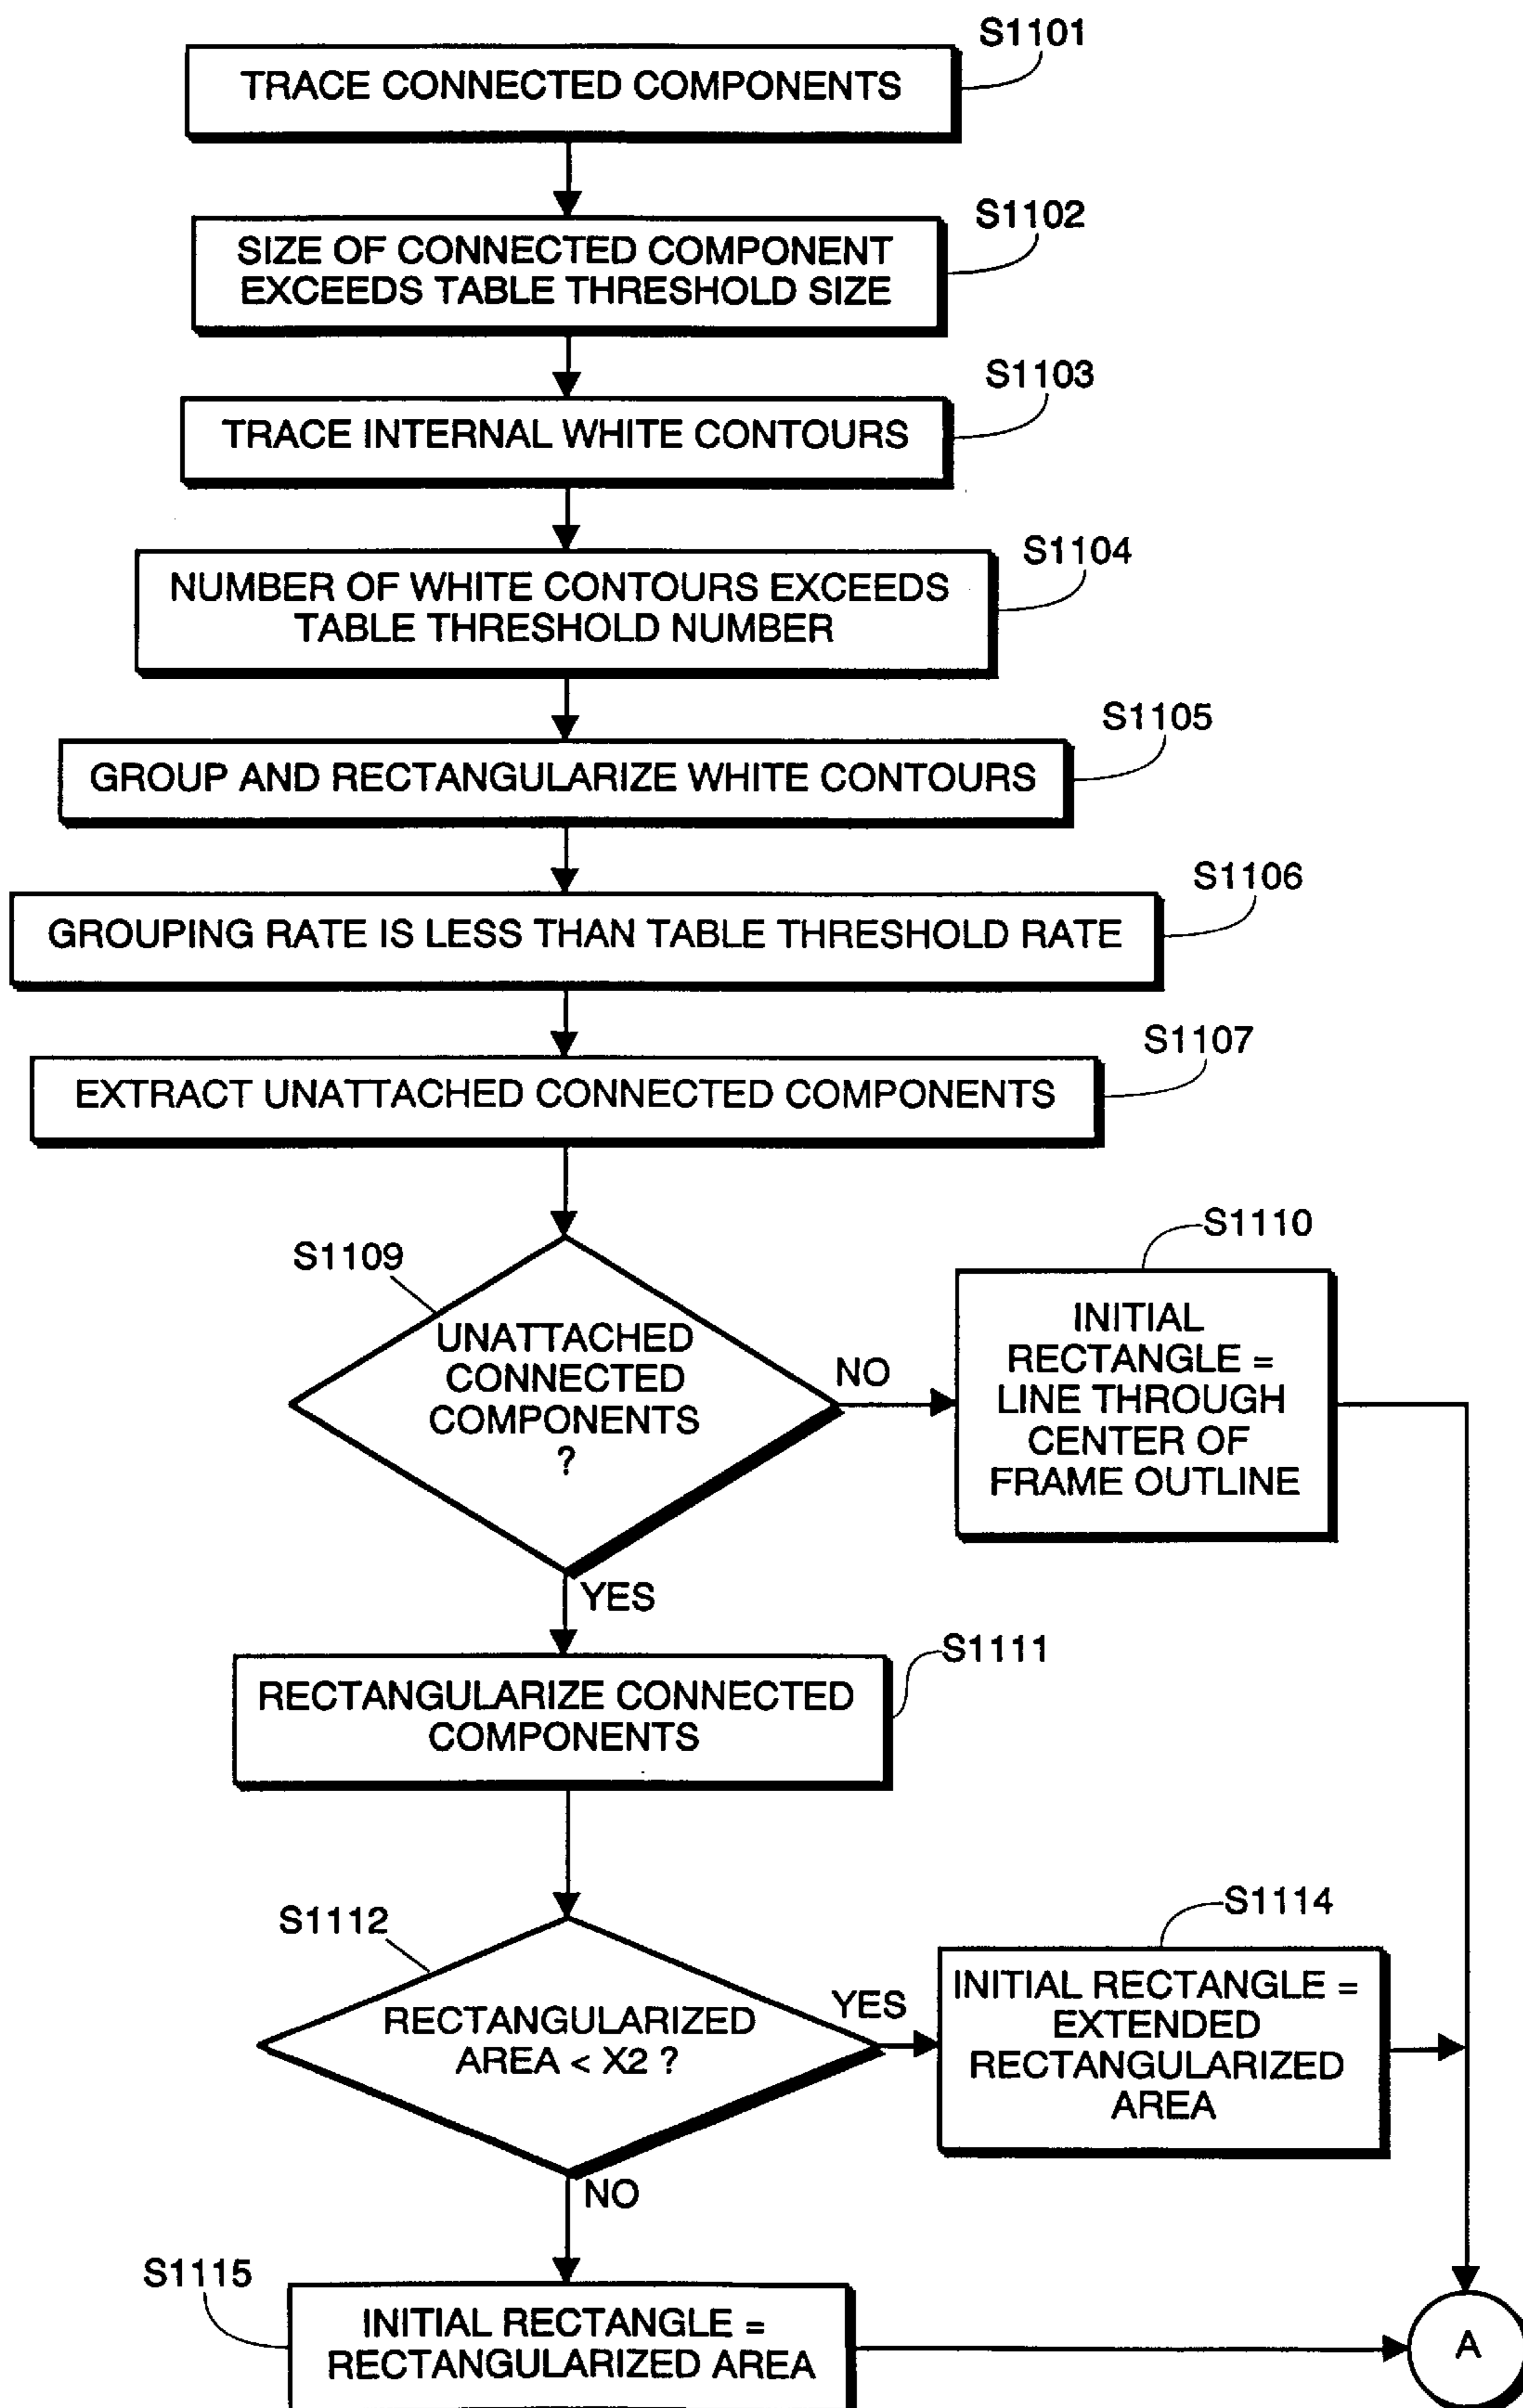 S1101
TRACE CONNECTED COMPONENTS
S1102
SIZE OF CONNECTED COMPONENT
EXCEEDS TABLE THRESHOLD SIZE
S1103
TRACE INTERNAL WHITE CONTOURS
S1104
NUMBER OF WHITE CONTOURS EXCEEDS
TABLE THRESHOLD NUMBER
S1105
GROUP AND RECTANGULARIZE WHITE CONTOURS
S1106
GROUPING RATE IS LESS THAN TABLE THRESHOLD RATE
S1107
EXTRACT UNATTACHED CONNECTED COMPONENTS
S1109
UNATTACHED
CONNECTED
COMPONENTS
?
NO
S1110
INITIAL
RECTANGLE =
LINE THROUGH
CENTER OF
FRAME OUTLINE
YES
S1111
RECTANGULARIZE CONNECTED
COMPONENTS
S1112
RECTANGULARIZED
AREA < X2 ?
YES
S1114
INITIAL RECTANGLE =
EXTENDED
RECTANGULARIZED
AREA
NO
S1115
INITIAL RECTANGLE =
RECTANGULARIZED AREA
A